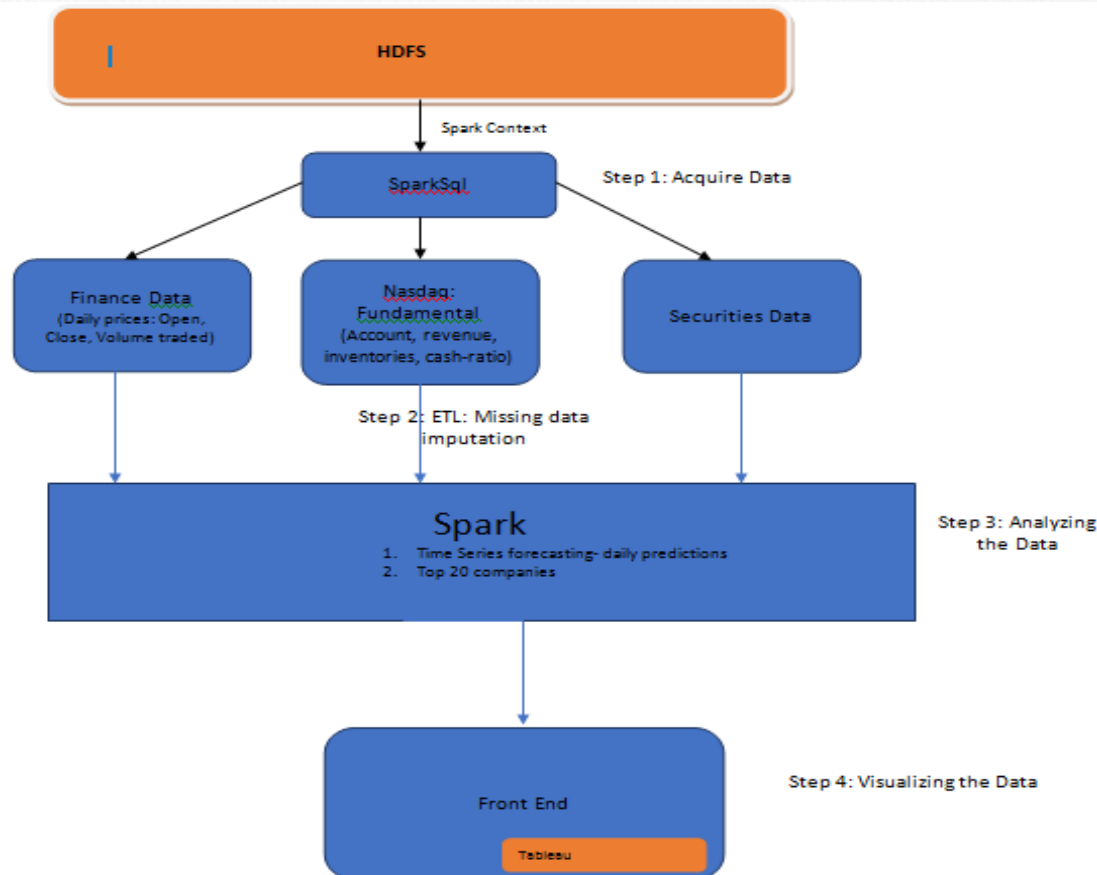 HDFS
Spark Context
SparkSql
Step 1: Acquire Data
Finance Data
(Daily prices: Open,
Close, Volume traded)
Nasdaq:
Fundamental
(Account, revenue,
inventories, cash-ratio)
Securities Data
Step 2: ETL: Missing data
imputation
Spark
1. Time Series forecasting- daily predictions
2. Top 20 companies
Step 3: Analyzing
the Data
Front End
Tableau
Step 4: Visualizing the Data